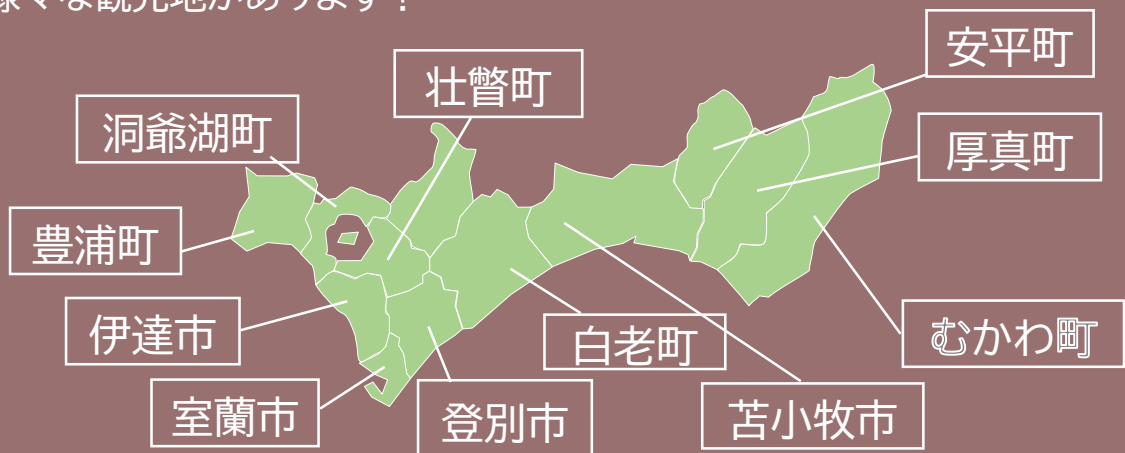 様々な観光地があります！
安平町
壮瞥町
洞爺湖町
厚真町
豊浦町
伊達市
むかわ町
白老町
室蘭市
登別市
苫小牧市